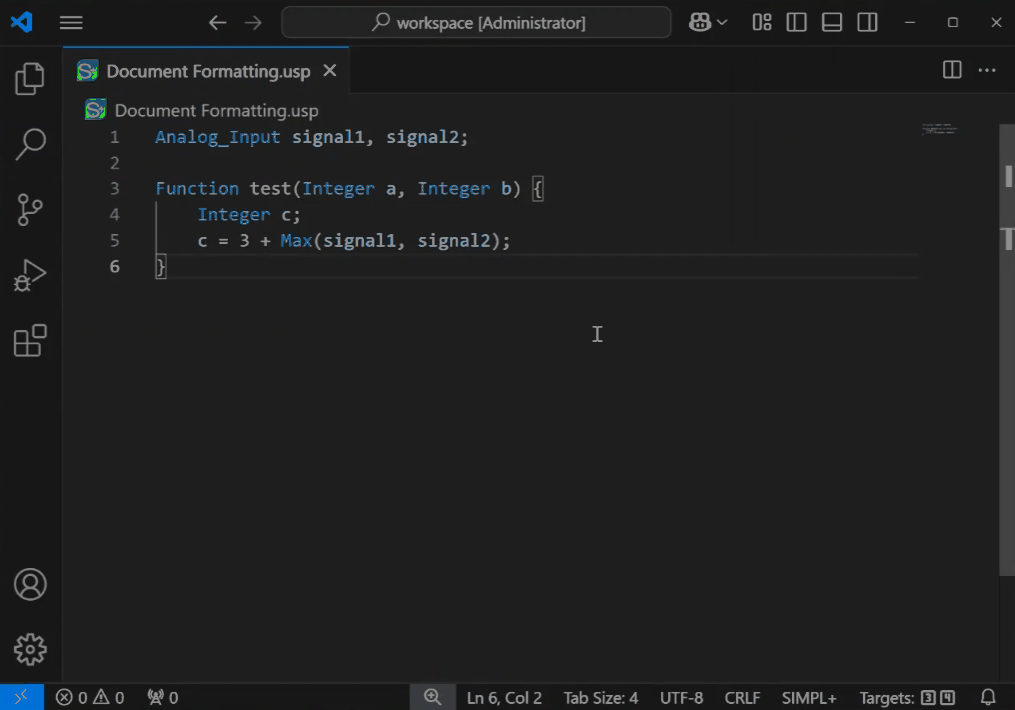 workspace [Administrator]
Document Formatting.usp
Document Formatting.usp
1 Analog_Input signal1, signal2;
2
3 Function test(Integer a, Integer b) {
4     Integer c;
5     c = 3 + Max(signal1, signal2);
6 }
0 0 0 Ln 6, Col 2 Tab Size: 4 UTF-8 CRLF SIMPL+ Targets: 3 4